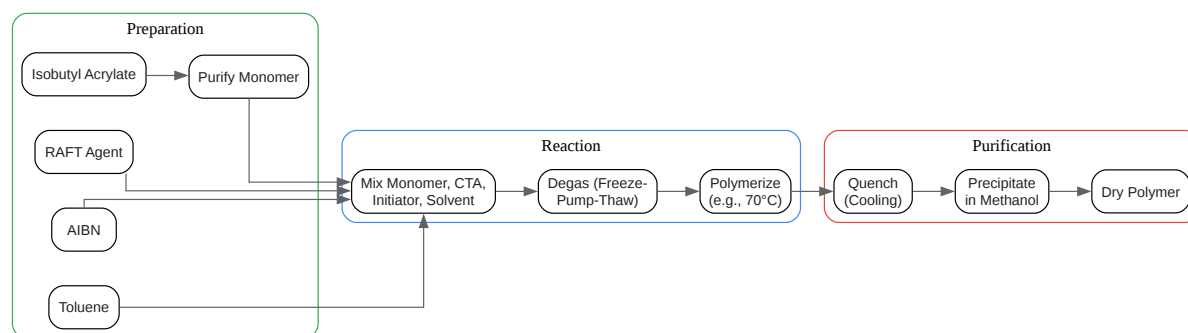 Preparation
Isobutyl Acrylate
Purify Monomer
RAFT Agent
AIBN
Toluene
Reaction
Mix Monomer, CTA,
Initiator, Solvent
Degas (Freeze-
Pump-Thaw)
Polymerize
(e.g., 70°C)
Purification
Quench
(Cooling)
Precipitate
in Methanol
Dry Polymer